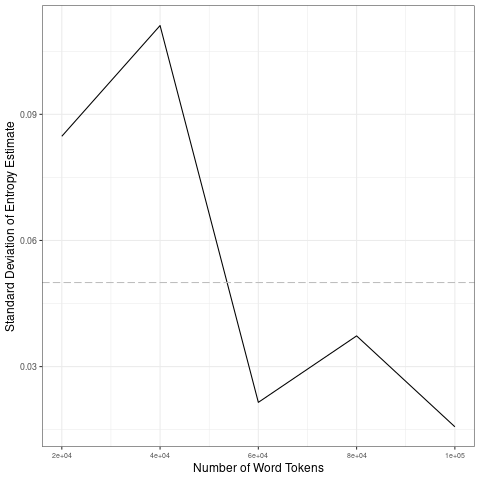 Standard Deviation of Entropy Estimate
0.09
0.06
0.03
2e+04 4e+04 6e+04 8e+04 1e+05
Number of Word Tokens